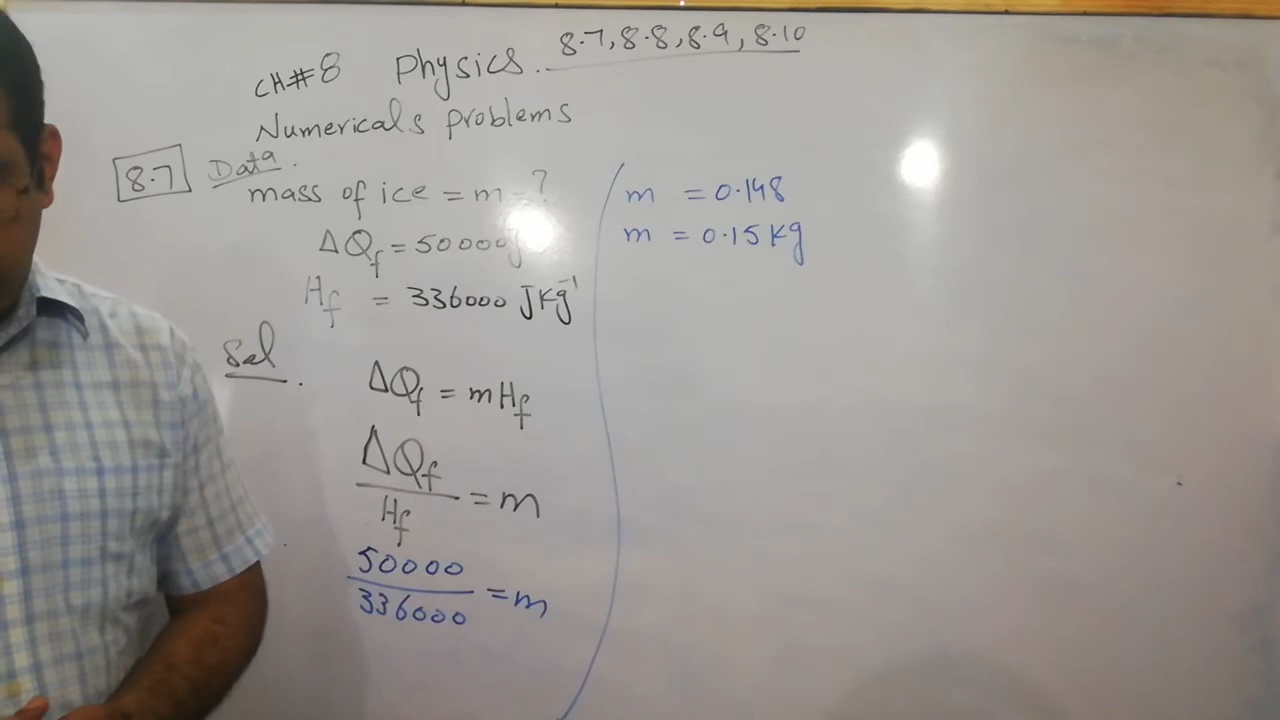 CH#8 Physics. 8.7, 8.8, 8.9, 8.10
Numericals problems
8.7 Data.
mass of ice = m = ?
ΔQf = 50000J
Hf = 336000 JKg⁻¹
Sol.
ΔQf = mHf
ΔQf/Hf = m
50000/336000 = m
m = 0.148
m = 0.15 Kg